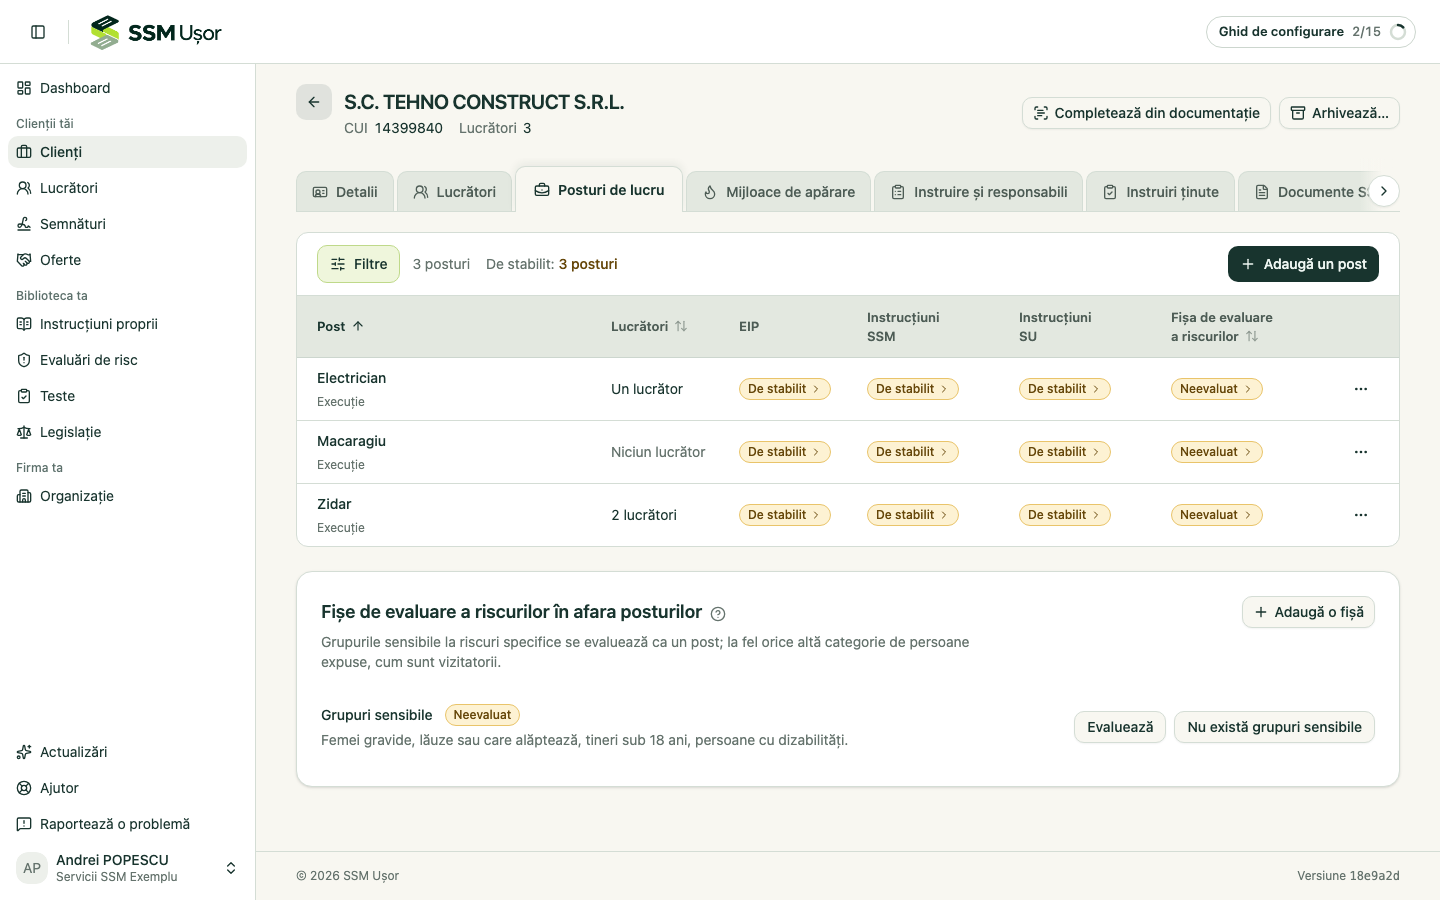 SSM Ușor
Ghid de configurare 2/15
Dashboard
Clienții tăi
Clienți
Lucrători
Semnături
Oferte
Biblioteca ta
Instrucțiuni proprii
Evaluări de risc
Teste
Legislație
Firma ta
Organizație
Actualizări
Ajutor
Raportează o problemă
AP
Andrei POPESCU
Servicii SSM Exemplu
S.C. TEHNO CONSTRUCT S.R.L.
CUI 14399840 Lucrători 3
Completează din documentație
Arhivează...
Detalii
Lucrători
Posturi de lucru
Mijloace de apărare
Instruire și responsabili
Instruiri ținute
Documente
Filtre
3 posturi
De stabilit: 3 posturi
Adaugă un post
Post
Lucrători
EIP
Instrucțiuni
SSM
Instrucțiuni
SU
Fișa de evaluare
a riscurilor
Electrician
Execuție
Un lucrător
De stabilit
De stabilit
De stabilit
Neevaluat
Macaragiu
Execuție
Niciun lucrător
De stabilit
De stabilit
De stabilit
Neevaluat
Zidar
Execuție
2 lucrători
De stabilit
De stabilit
De stabilit
Neevaluat
Fișe de evaluare a riscurilor în afara posturilor
Adaugă o fișă
Grupurile sensibile la riscuri specifice se evaluează ca un post; la fel orice altă categorie de persoane
expuse, cum sunt vizitatorii.
Grupuri sensibile
Neevaluat
Femei gravide, lăuze sau care alăptează, tineri sub 18 ani, persoane cu dizabilități.
Evaluează
Nu există grupuri sensibile
© 2026 SSM Ușor
Versiune 18e9a2d